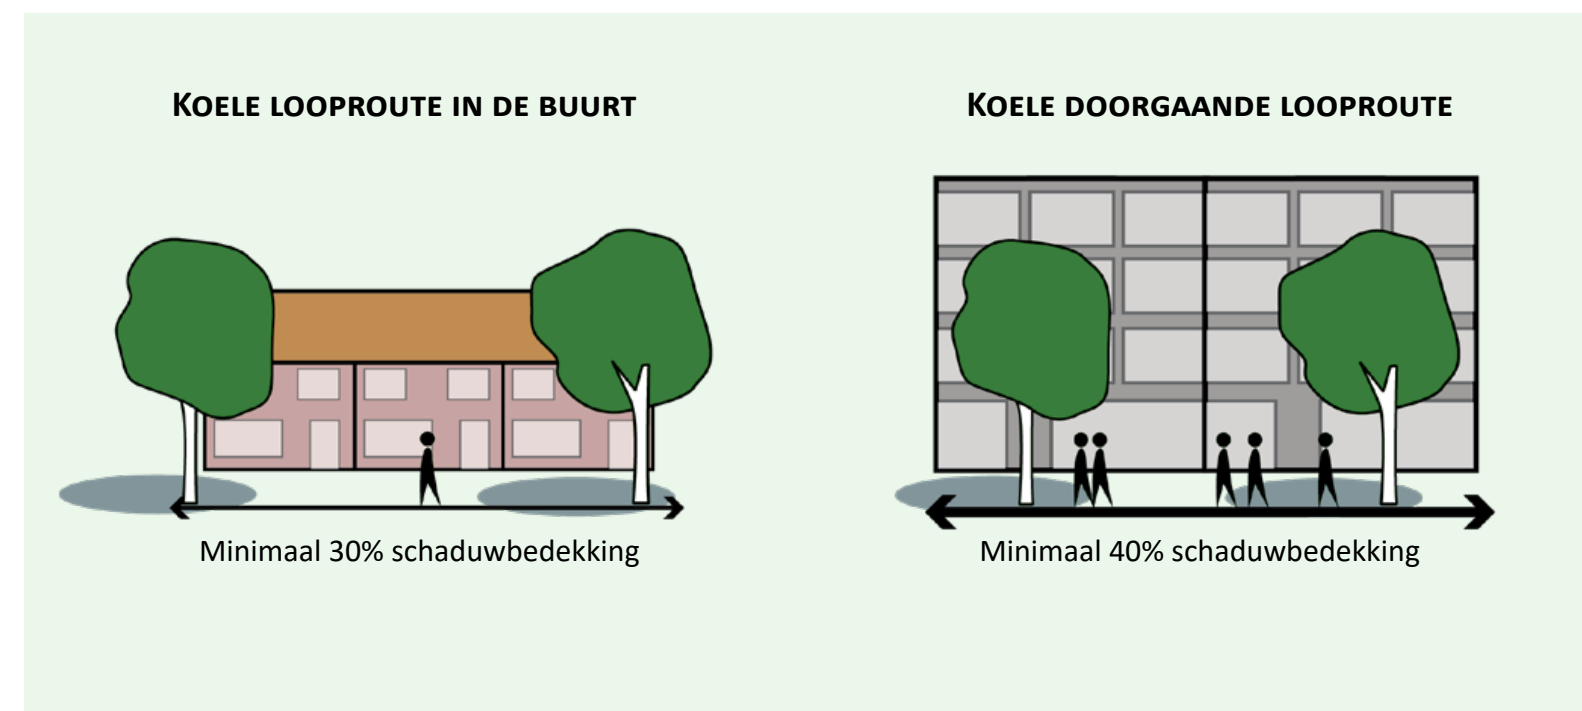 Koele looproute in de buurt
Koele doorgaande looproute
Minimaal 30% schaduwbedekking
Minimaal 40% schaduwbedekking